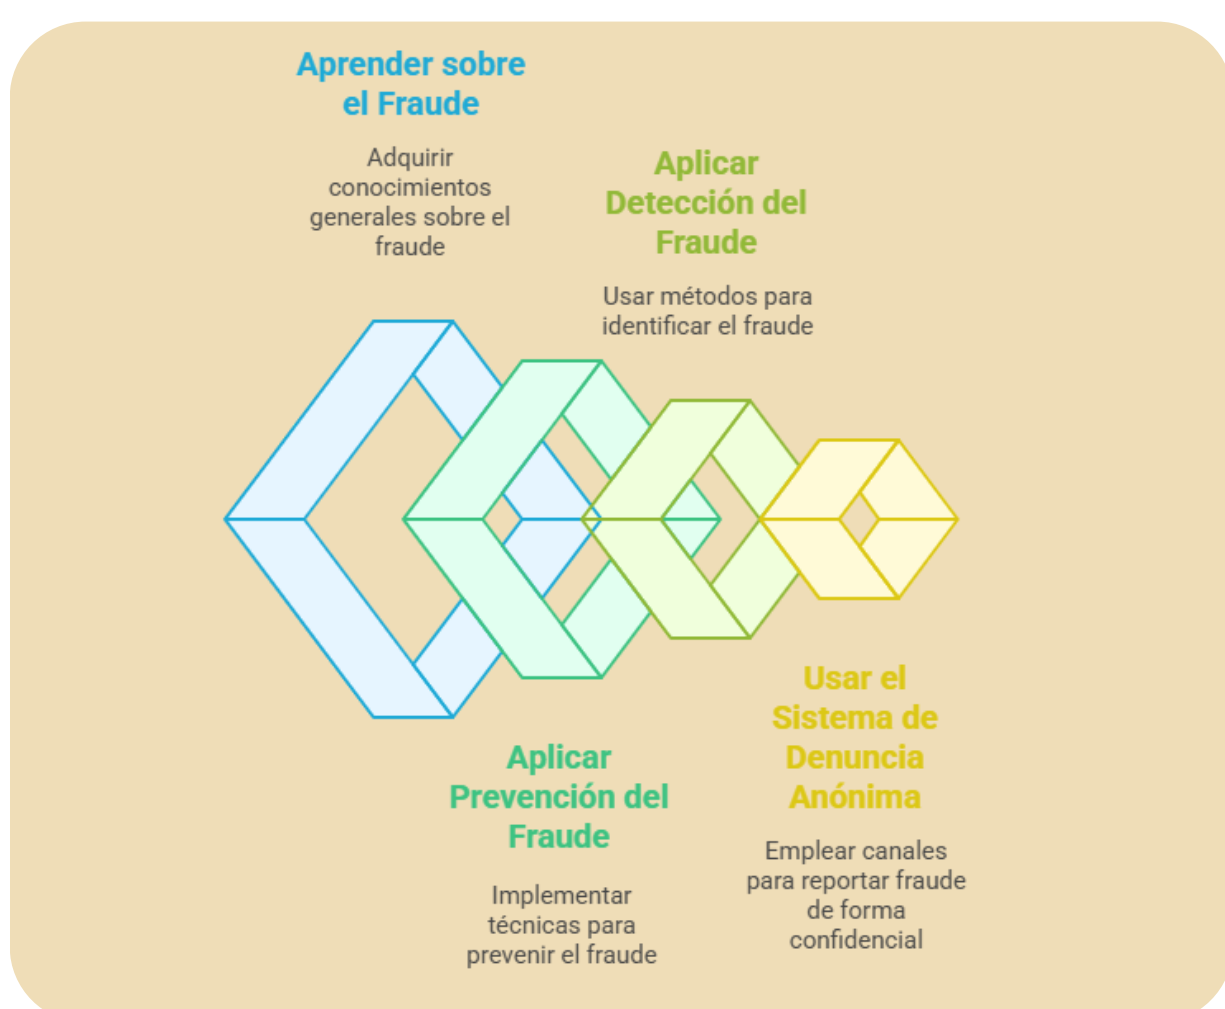 Aprender sobre
el Fraude
Adquirir
conocimientos
generales sobre el
fraude
Aplicar
Detección del
Fraude
Usar métodos para
identificar el fraude
Aplicar
Prevención del
Fraude
Implementar
técnicas para
prevenir el fraude
Usar el
Sistema de
Denuncia
Anónima
Emplear canales
para reportar fraude
de forma
confidencial